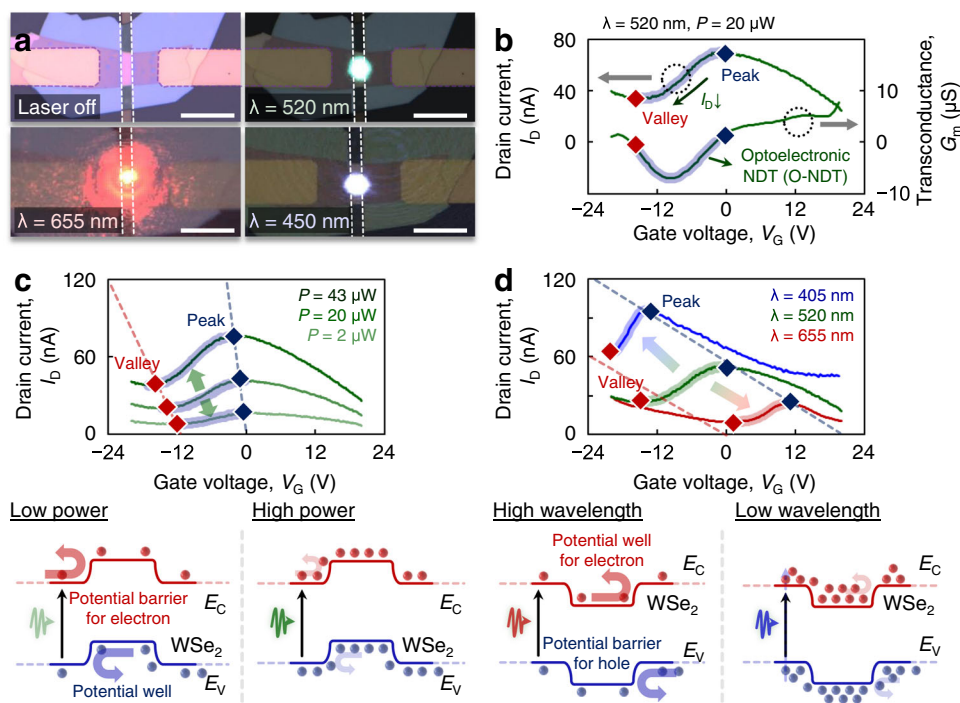 a
Laser off
λ = 520 nm
λ = 655 nm
λ = 450 nm
b
λ = 520 nm, P = 20 μW
Drain current,
I_D (nA)
80
40
0
Peak
Valley
I_D↓
Optoelectronic
NDT (O-NDT)
10
0
−10
Transconductance,
G_m (μS)
−24
−12
0
12
24
Gate voltage, V_G (V)
c
Drain current,
I_D (nA)
120
60
0
P = 43 μW
P = 20 μW
P = 2 μW
Peak
Valley
−24
−12
0
12
24
Gate voltage, V_G (V)
d
Drain current,
I_D (nA)
120
60
0
λ = 405 nm
λ = 520 nm
λ = 655 nm
Peak
Valley
−24
−12
0
12
24
Gate voltage, V_G (V)
Low power
Potential barrier
for electron
E_C
WSe₂
E_V
Potential well
High power
E_C
E_V
High wavelength
Potential well
for electron
E_C
WSe₂
Potential barrier
for hole
E_V
Low wavelength
E_C
WSe₂
E_V